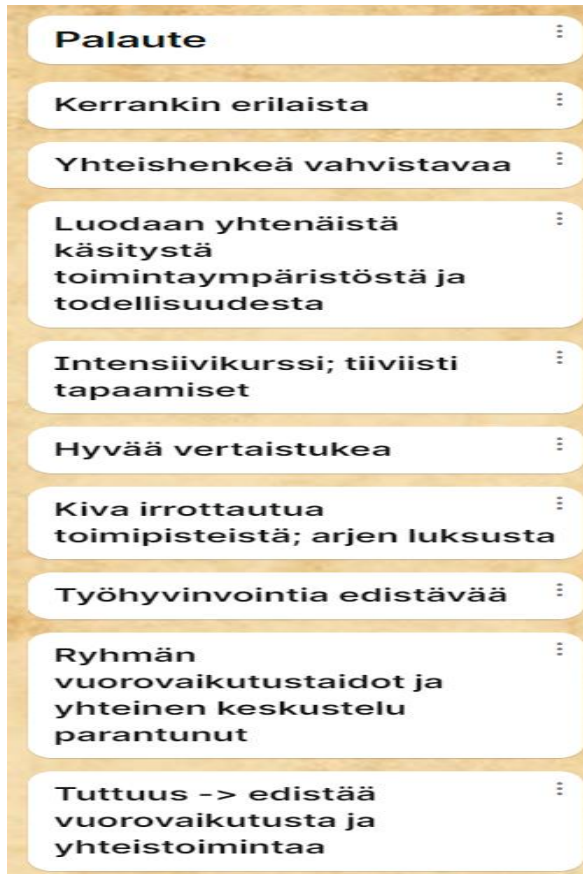 Palaute
Kerrankin erilaista
Yhteishenkeä vahvistavaa
Luodaan yhtenäistä
käsitystä
toimintaympäristöstä ja
todellisuudesta
Intensiivikurssi; tiiviisti
tapaamiset
Hyvää vertaistukea
Kiva irrottautua
toimipisteistä; arjen luksusta
Työhyvinvointia edistävää
Ryhmän
vuorovaikutustaidot ja
yhteinen keskustelu
parantunut
Tuttuus -> edistää
vuorovaikutusta ja
yhteistoimintaa